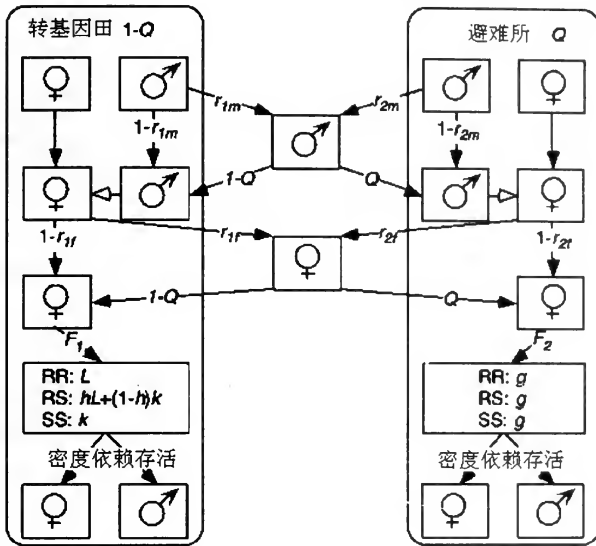 转基因田 1-Q
避难所 Q
r1m
r2m
1-r1m
1-r2m
1-Q
Q
r1f
r2f
1-r1f
1-r2f
1-Q
Q
F1
F2
RR: L
RS: hL+(1-h)k
SS: k
RR: g
RS: g
SS: g
密度依赖存活
密度依赖存活